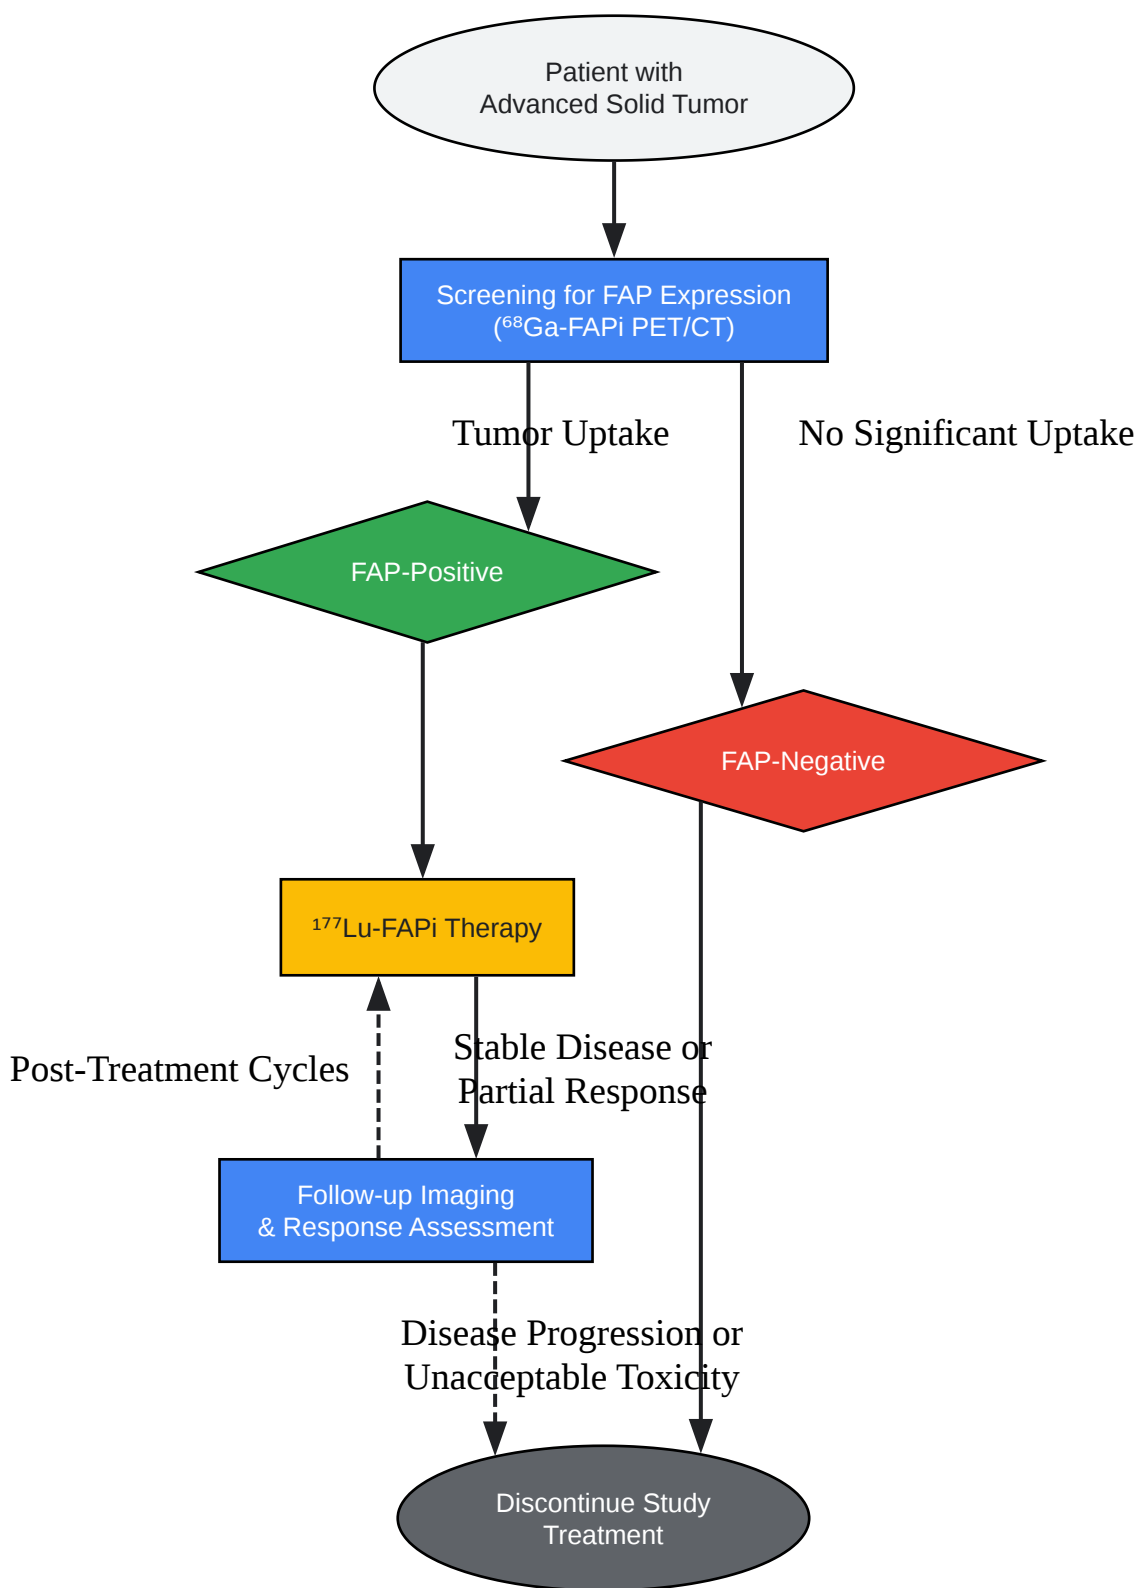 Patient with
Advanced Solid Tumor
Screening for FAP Expression
(⁶⁸Ga-FAPi PET/CT)
Tumor Uptake
No Significant Uptake
FAP-Positive
FAP-Negative
¹⁷⁷Lu-FAPi Therapy
Post-Treatment Cycles
Stable Disease or
Partial Response
Follow-up Imaging
& Response Assessment
Disease Progression or
Unacceptable Toxicity
Discontinue Study
Treatment